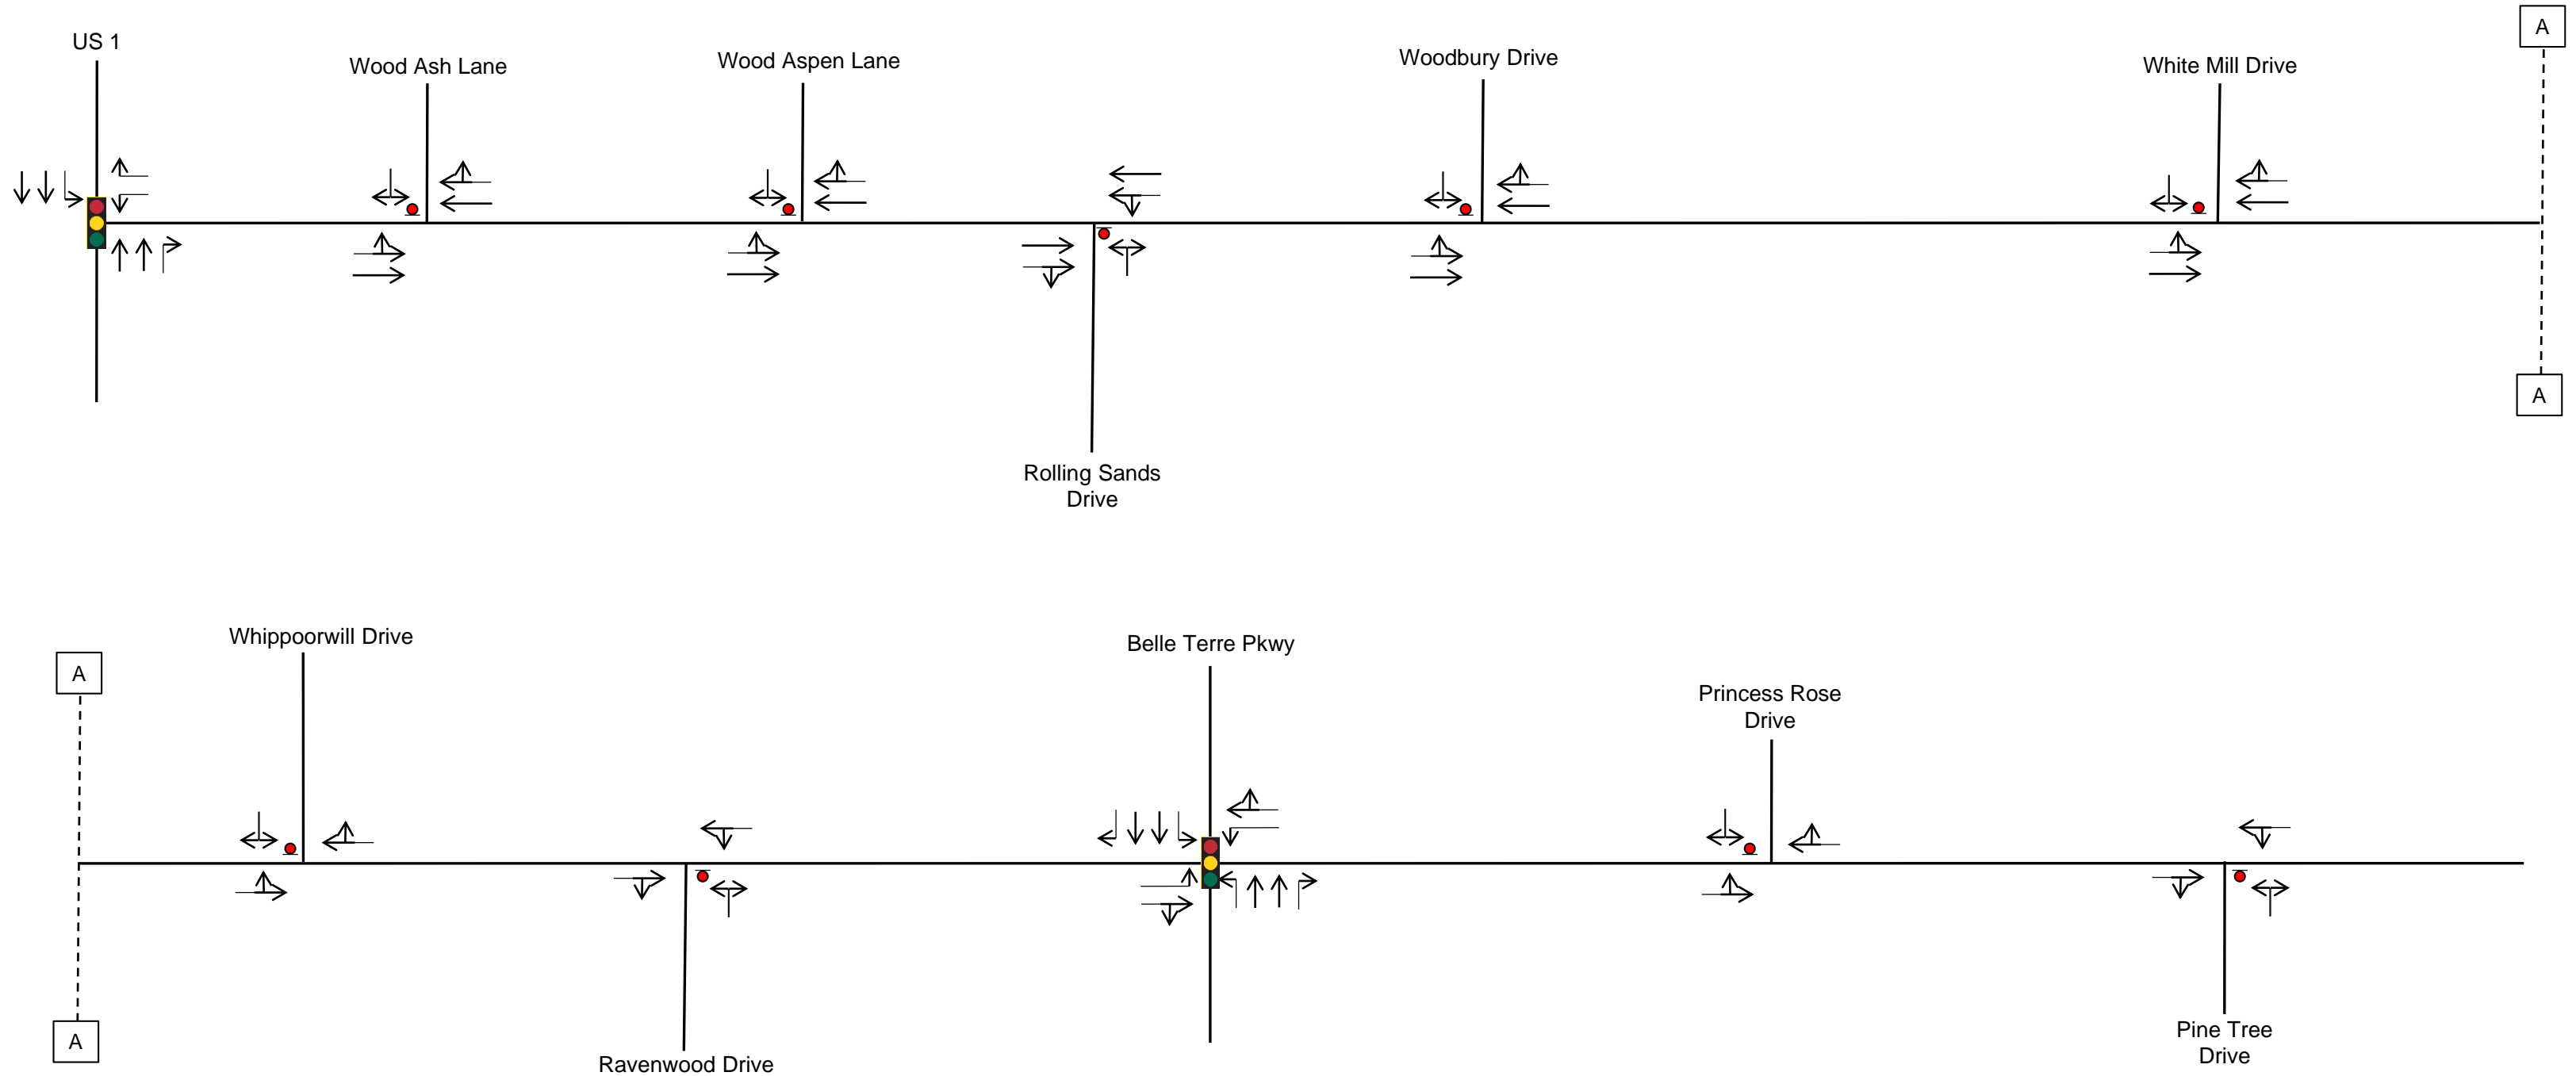 US 1
Wood Ash Lane
Wood Aspen Lane
Woodbury Drive
White Mill Drive
A
Rolling Sands
Drive
A
Whippoorwill Drive
Belle Terre Pkwy
A
Princess Rose
Drive
A
Ravenwood Drive
Pine Tree
Drive